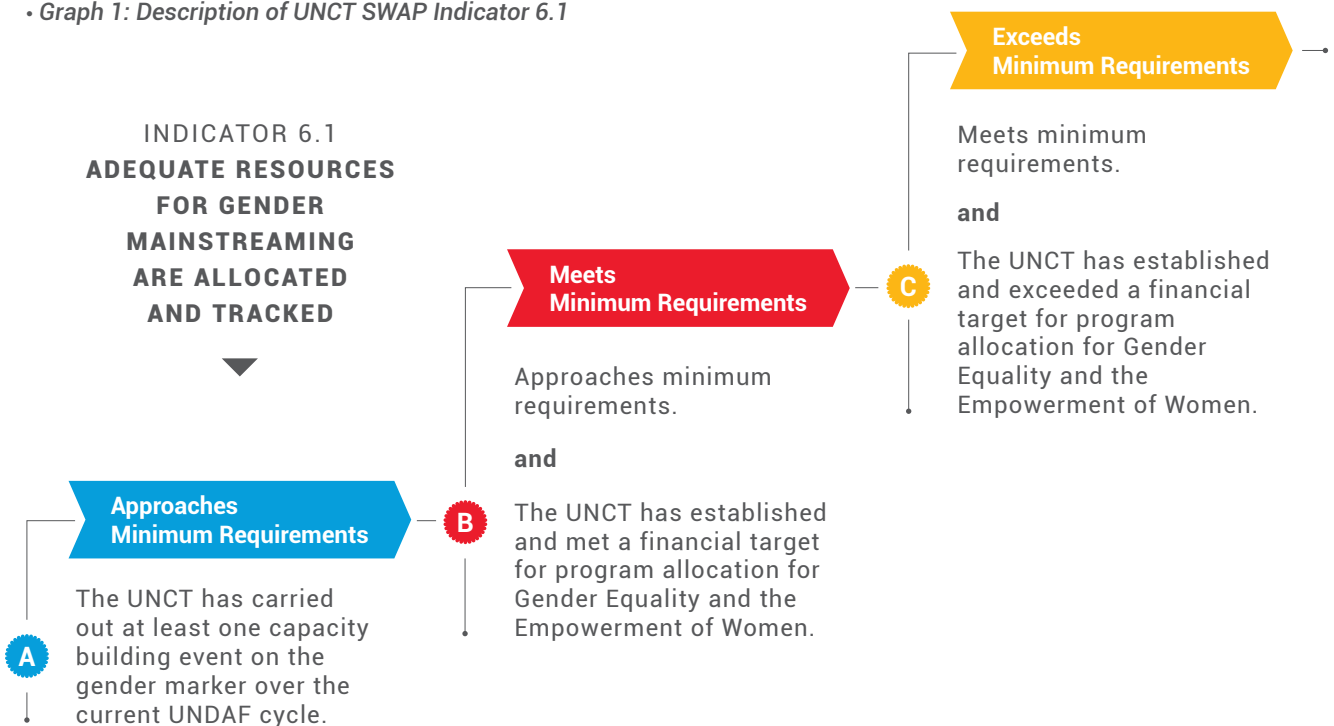 • Graph 1: Description of UNCT SWAP Indicator 6.1
INDICATOR 6.1
ADEQUATE RESOURCES
FOR GENDER
MAINSTREAMING
ARE ALLOCATED
AND TRACKED
A
Approaches
Minimum Requirements
The UNCT has carried
out at least one capacity
building event on the
gender marker over the
current UNDAF cycle.
B
Meets
Minimum Requirements
Approaches minimum
requirements.
and
The UNCT has established
and met a financial target
for program allocation for
Gender Equality and the
Empowerment of Women.
C
Exceeds
Minimum Requirements
Meets minimum
requirements.
and
The UNCT has established
and exceeded a financial
target for program
allocation for Gender
Equality and the
Empowerment of Women.